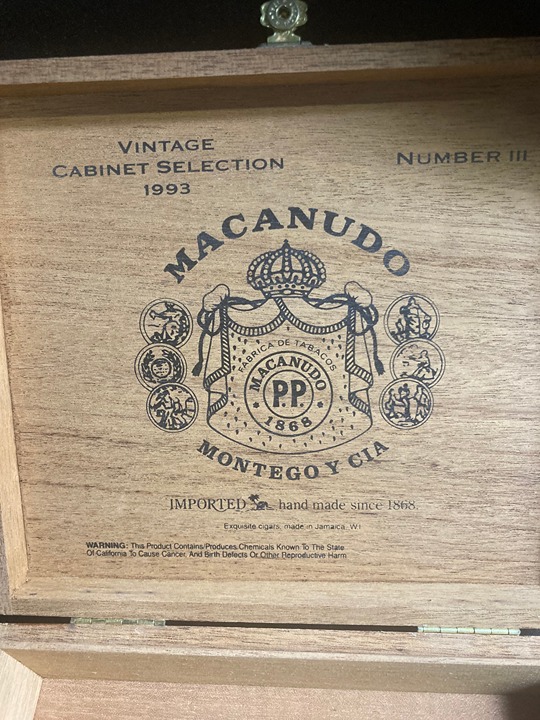 VINTAGE
CABINET SELECTION
1993
NUMBER III
MACANUDO
FABRICA DE TABACOS
MACANUDO
P.P.
1868
MONTEGO Y CIA
IMPORTED hand made since 1868.
Exquisite cigars, made in Jamaica, W.I.
WARNING: This Product Contains/Produces Chemicals Known To The State
Of California To Cause Cancer, And Birth Defects Or Other Reproductive Harm.